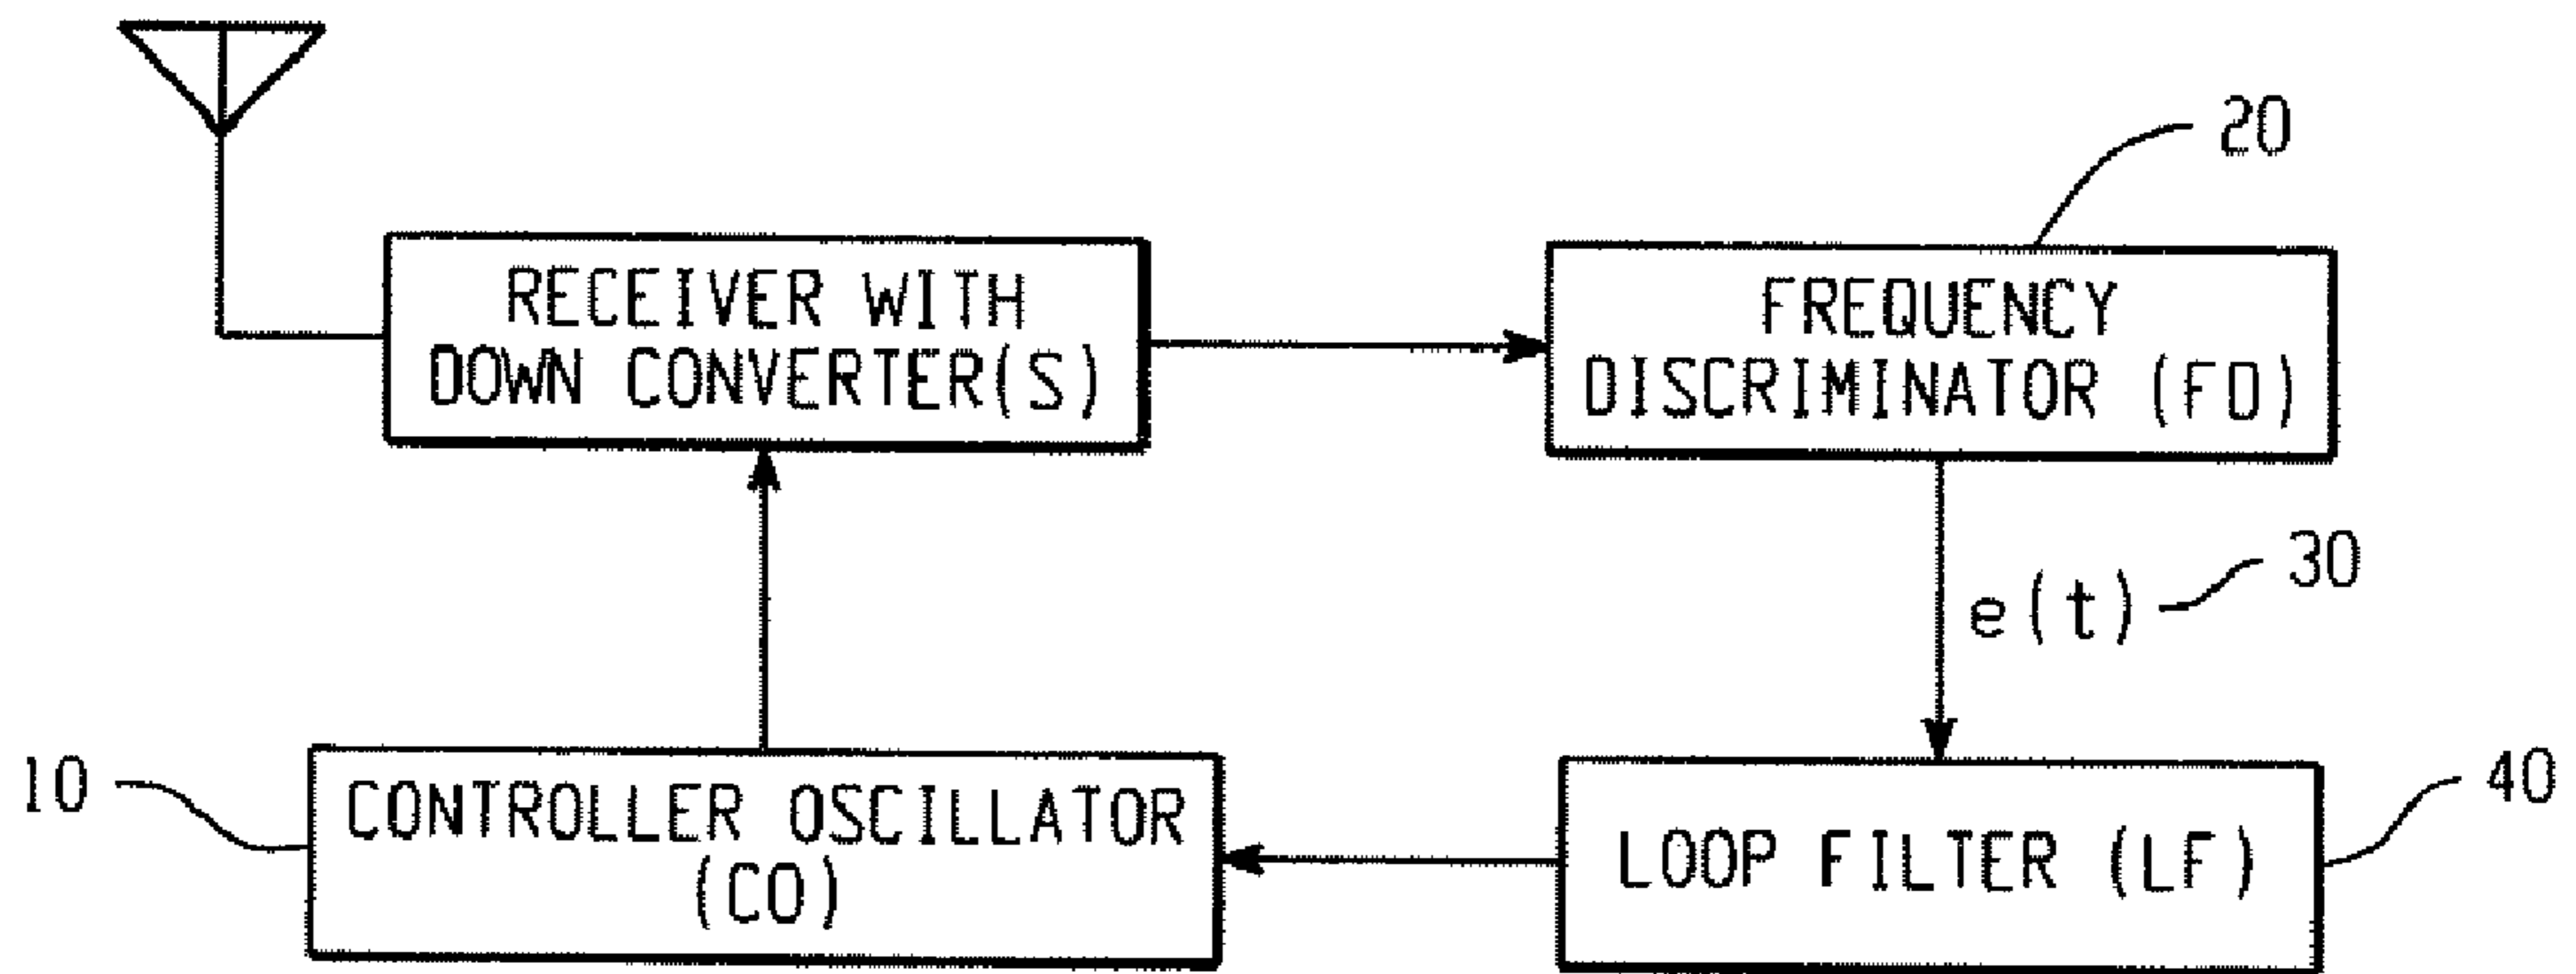 20
RECEIVER WITH
DOWN CONVERTER(S)
FREQUENCY
DISCRIMINATOR (FD)
e(t)
30
10
CONTROLLER OSCILLATOR
(CO)
LOOP FILTER (LF)
40